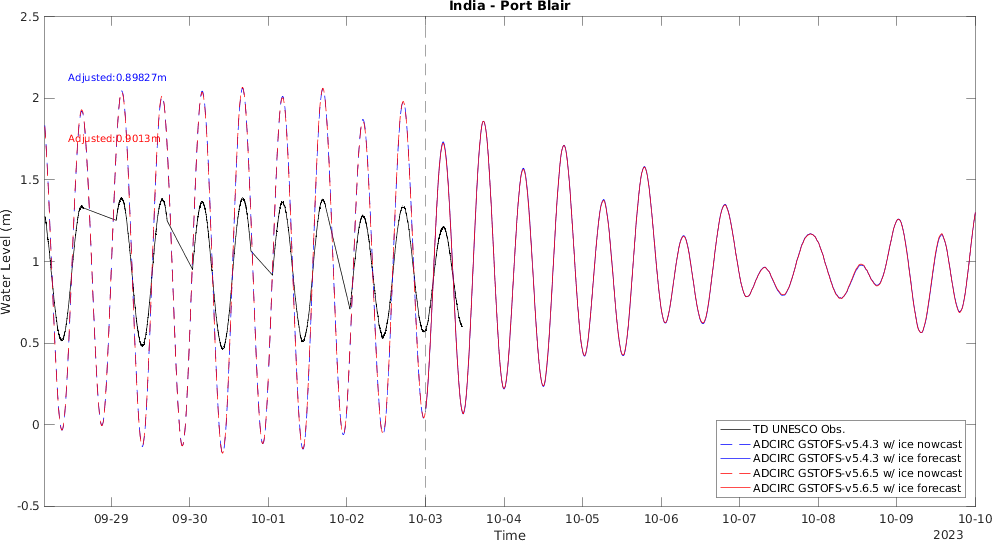 India - Port Blair
2.5
2
1.5
1
0.5
0
-0.5
Water Level (m)
Adjusted:0.89827m
Adjusted:0.9013m
TD UNESCO Obs.
ADCIRC GSTOFS-v5.4.3 w/ ice nowcast
ADCIRC GSTOFS-v5.4.3 w/ ice forecast
ADCIRC GSTOFS-v5.6.5 w/ ice nowcast
ADCIRC GSTOFS-v5.6.5 w/ ice forecast
09-29 09-30 10-01 10-02 10-03 10-04 10-05 10-06 10-07 10-08 10-09 10-10
Time
2023